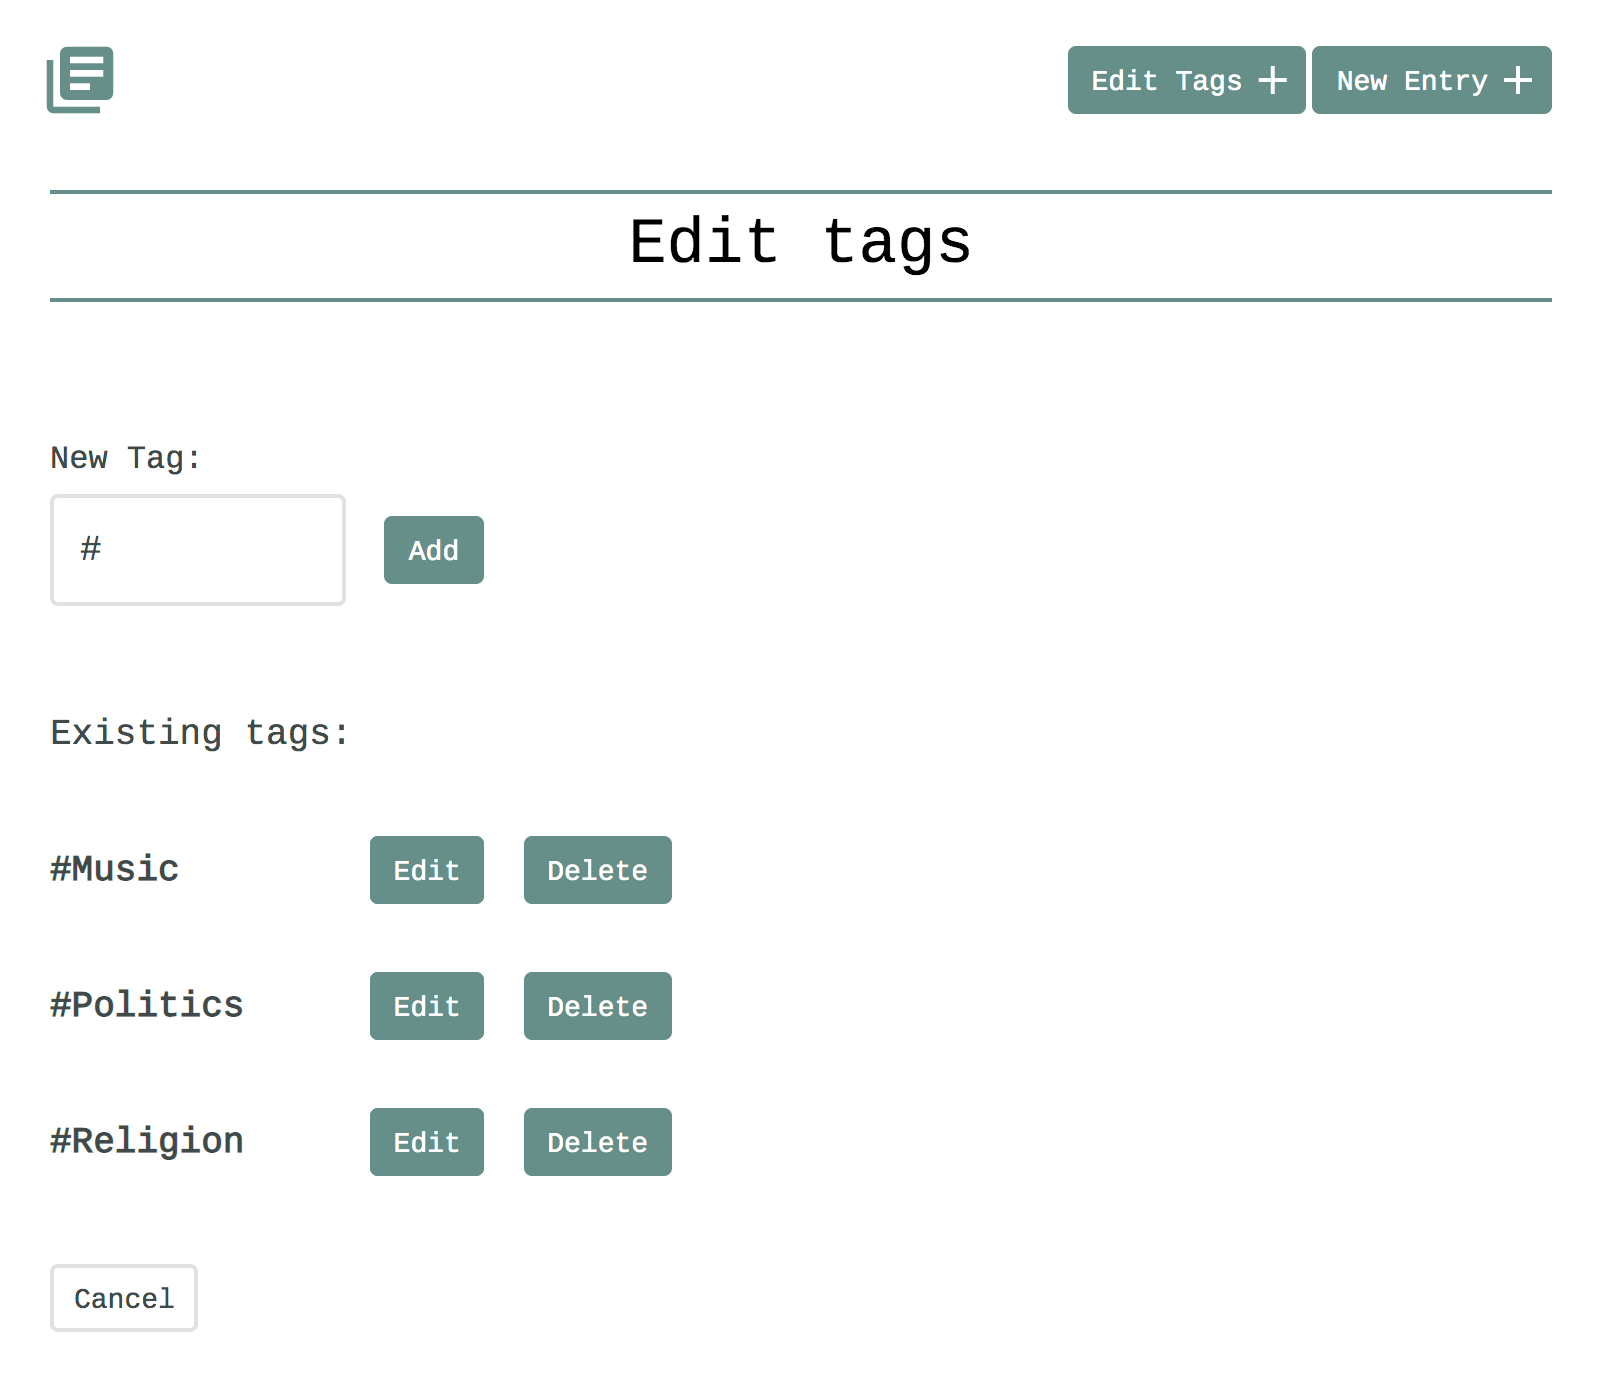 Edit Tags + New Entry +
Edit tags
New Tag:
# Add
Existing tags:
#Music Edit Delete
#Politics Edit Delete
#Religion Edit Delete
Cancel